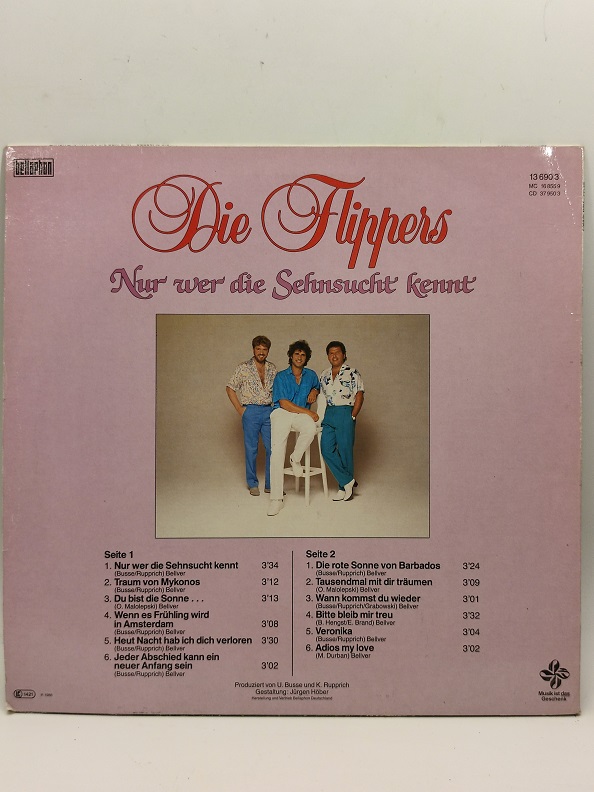 bellaphon
13 690 3
MC 16 855 9
CD 37 950 3
Die Flippers
Nur wer die Sehnsucht kennt
Seite 1
1. Nur wer die Sehnsucht kennt 3'34
(Busse/Rupprich) Bellver
2. Traum von Mykonos 3'12
(Busse/Rupprich) Bellver
3. Du bist die Sonne . . . 3'13
(O. Malolepski) Bellver
4. Wenn es Frühling wird
in Amsterdam 3'08
(Busse/Rupprich) Bellver
5. Heut Nacht hab ich dich verloren 3'30
(Busse/Rupprich) Bellver
6. Jeder Abschied kann ein
neuer Anfang sein 3'02
(Busse/Rupprich) Bellver
Seite 2
1. Die rote Sonne von Barbados 3'24
(Busse/Rupprich) Bellver
2. Tausendmal mit dir träumen 3'09
(O. Malolepski) Bellver
3. Wann kommst du wieder 3'01
(Busse/Rupprich/Grabowski) Bellver
4. Bitte bleib mir treu 3'32
(B. Hengst/E. Brand) Bellver
5. Veronika 3'04
(Busse/Rupprich) Bellver
6. Adios my love 3'02
(M. Durban) Bellver
Produziert von U. Busse und K. Rupprich
Gestaltung: Jürgen Höber
Herstellung und Vertrieb Bellaphon Deutschland
Musik ist das
Geschenk